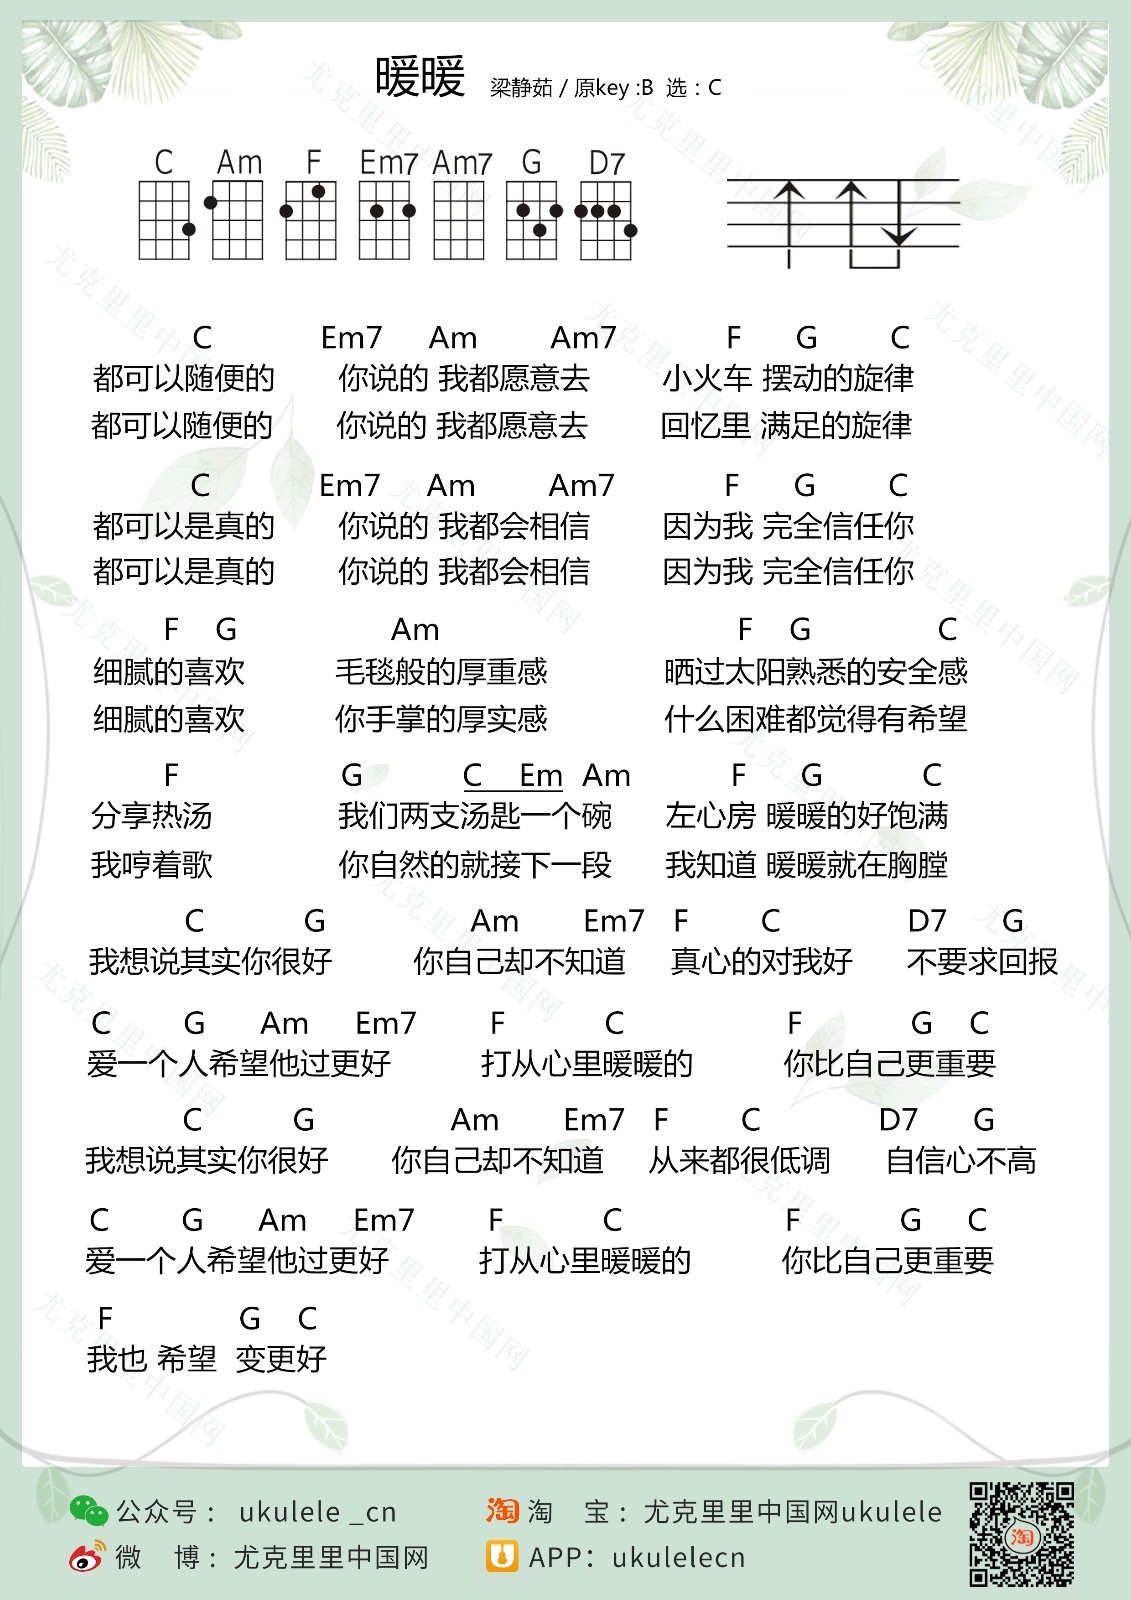 暖暖 梁静茹 / 原key :B 选：C
C Am F Em7 Am7 G D7
C Em7 Am Am7 F G C
都可以随便的 你说的 我都愿意去 小火车 摆动的旋律
都可以随便的 你说的 我都愿意去 回忆里 满足的旋律
C Em7 Am Am7 F G C
都可以是真的 你说的 我都会相信 因为我 完全信任你
都可以是真的 你说的 我都会相信 因为我 完全信任你
F G Am F G C
细腻的喜欢 毛毯般的厚重感 晒过太阳熟悉的安全感
细腻的喜欢 你手掌的厚实感 什么困难都觉得有希望
F G C Em Am F G C
分享热汤 我们两支汤匙一个碗 左心房 暖暖的好饱满
我哼着歌 你自然的就接下一段 我知道 暖暖就在胸膛
C G Am Em7 F C D7 G
我想说其实你很好 你自己却不知道 真心的对我好 不要求回报
C G Am Em7 F C F G C
爱一个人希望他过更好 打从心里暖暖的 你比自己更重要
C G Am Em7 F C D7 G
我想说其实你很好 你自己却不知道 从来都很低调 自信心不高
C G Am Em7 F C F G C
爱一个人希望他过更好 打从心里暖暖的 你比自己更重要
F G C
我也 希望 变更好
公众号： ukulele _cn 淘 淘 宝：尤克里里中国网ukulele
微 博：尤克里里中国网 APP：ukulelecn
淘
尤克里里中国网